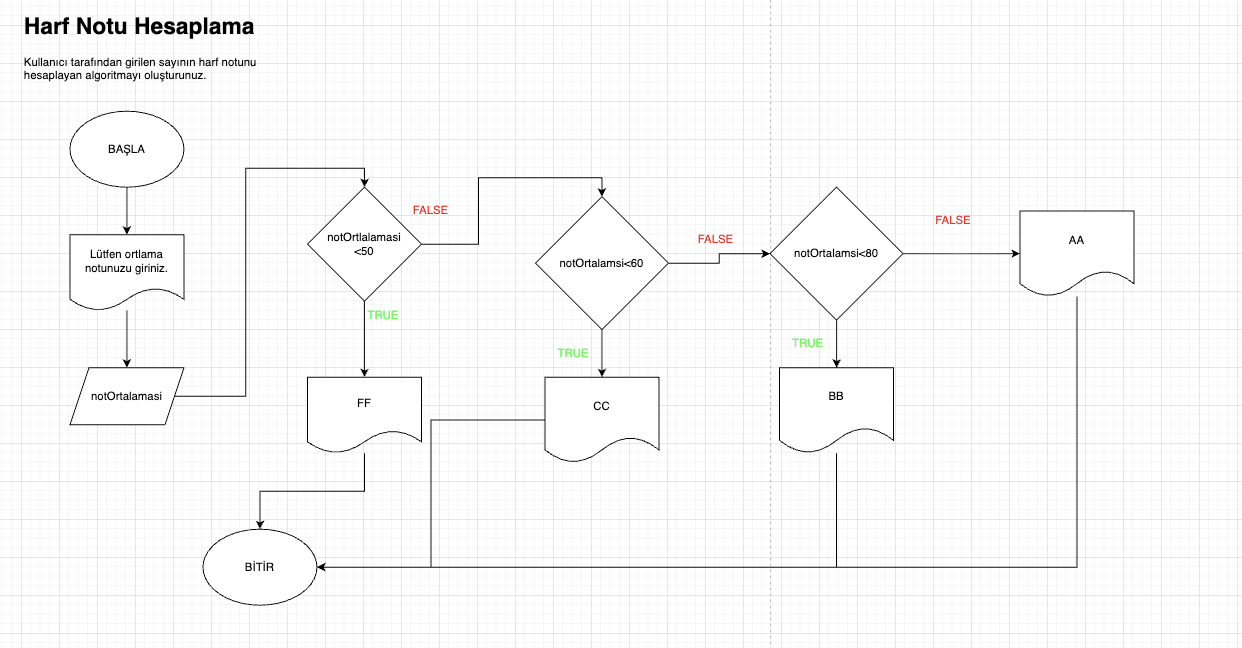 Harf Notu Hesaplama
Kullanıcı tarafından girilen sayının harf notunu
hesaplayan algoritmayı oluşturunuz.
BAŞLA
Lütfen ortlama
notunuzu giriniz.
notOrtalamasi
notOrtlalamasi
<50
FALSE
TRUE
FF
notOrtalamsi<60
FALSE
TRUE
CC
notOrtalamsi<80
FALSE
TRUE
BB
AA
BİTİR